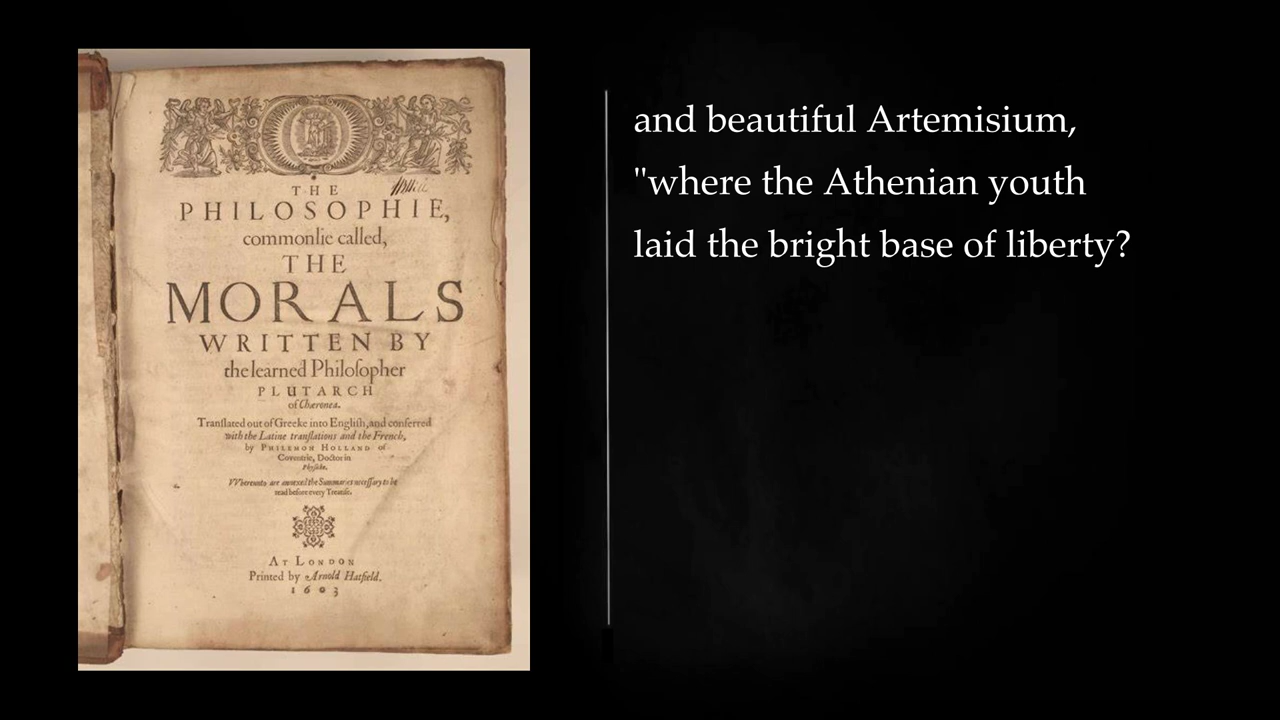 THE
PHILOSOPHIE,
commonlie called,
THE
MORALS
WRITTEN BY
the learned Philoſopher
PLUTARCH
of Chæronea.
Tranſlated out of Greeke into Engliſh, and conferred
with the Latine tranſlations and the French,
by PHILEMON HOLLAND of
Coventrie, Doctor in
Phyſicke.
VVhereunto are annexed the Summaries neceſſary to be
read before every Treatiſe.
AT LONDON
Printed by Arnold Hatfield.
1603
and beautiful Artemisium,
"where the Athenian youth
laid the bright base of liberty?